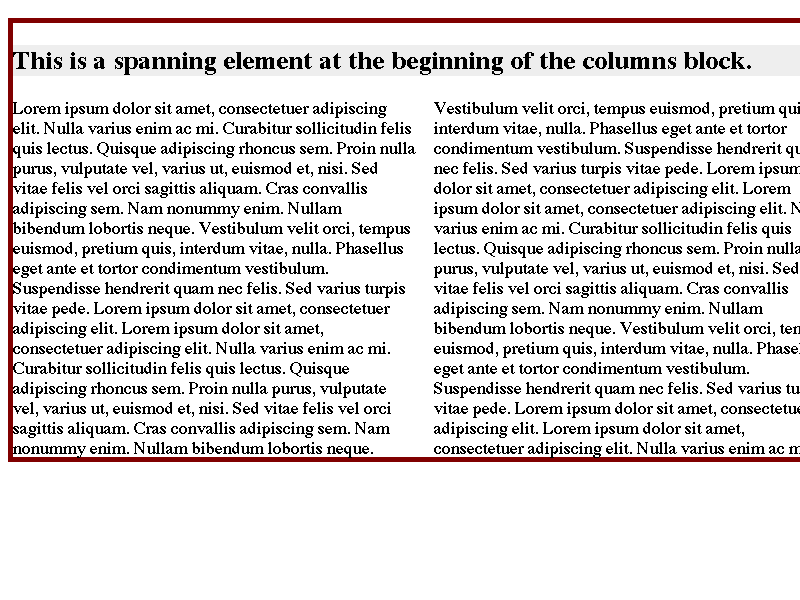 This is a spanning element at the beginning of the columns block.
Lorem ipsum dolor sit amet, consectetuer adipiscing
elit. Nulla varius enim ac mi. Curabitur sollicitudin felis
quis lectus. Quisque adipiscing rhoncus sem. Proin nulla
purus, vulputate vel, varius ut, euismod et, nisi. Sed
vitae felis vel orci sagittis aliquam. Cras convallis
adipiscing sem. Nam nonummy enim. Nullam
bibendum lobortis neque. Vestibulum velit orci, tempus
euismod, pretium quis, interdum vitae, nulla. Phasellus
eget ante et tortor condimentum vestibulum.
Suspendisse hendrerit quam nec felis. Sed varius turpis
vitae pede. Lorem ipsum dolor sit amet, consectetuer
adipiscing elit. Lorem ipsum dolor sit amet,
consectetuer adipiscing elit. Nulla varius enim ac mi.
Curabitur sollicitudin felis quis lectus. Quisque
adipiscing rhoncus sem. Proin nulla purus, vulputate
vel, varius ut, euismod et, nisi. Sed vitae felis vel orci
sagittis aliquam. Cras convallis adipiscing sem. Nam
nonummy enim. Nullam bibendum lobortis neque.
Vestibulum velit orci, tempus euismod, pretium
interdum vitae, nulla. Phasellus eget ante et tortor
condimentum vestibulum. Suspendisse hendrerit
nec felis. Sed varius turpis vitae pede. Lorem ipsum
dolor sit amet, consectetuer adipiscing elit. Lorem
ipsum dolor sit amet, consectetuer adipiscing elit.
varius enim ac mi. Curabitur sollicitudin felis quis
lectus. Quisque adipiscing rhoncus sem. Proin nulla
purus, vulputate vel, varius ut, euismod et, nisi. Sed
vitae felis vel orci sagittis aliquam. Cras convallis
adipiscing sem. Nam nonummy enim. Nullam
bibendum lobortis neque. Vestibulum velit orci,
euismod, pretium quis, interdum vitae, nulla.
eget ante et tortor condimentum vestibulum.
Suspendisse hendrerit quam nec felis. Sed varius
vitae pede. Lorem ipsum dolor sit amet,
adipiscing elit. Lorem ipsum dolor sit amet,
consectetuer adipiscing elit. Nulla varius enim ac